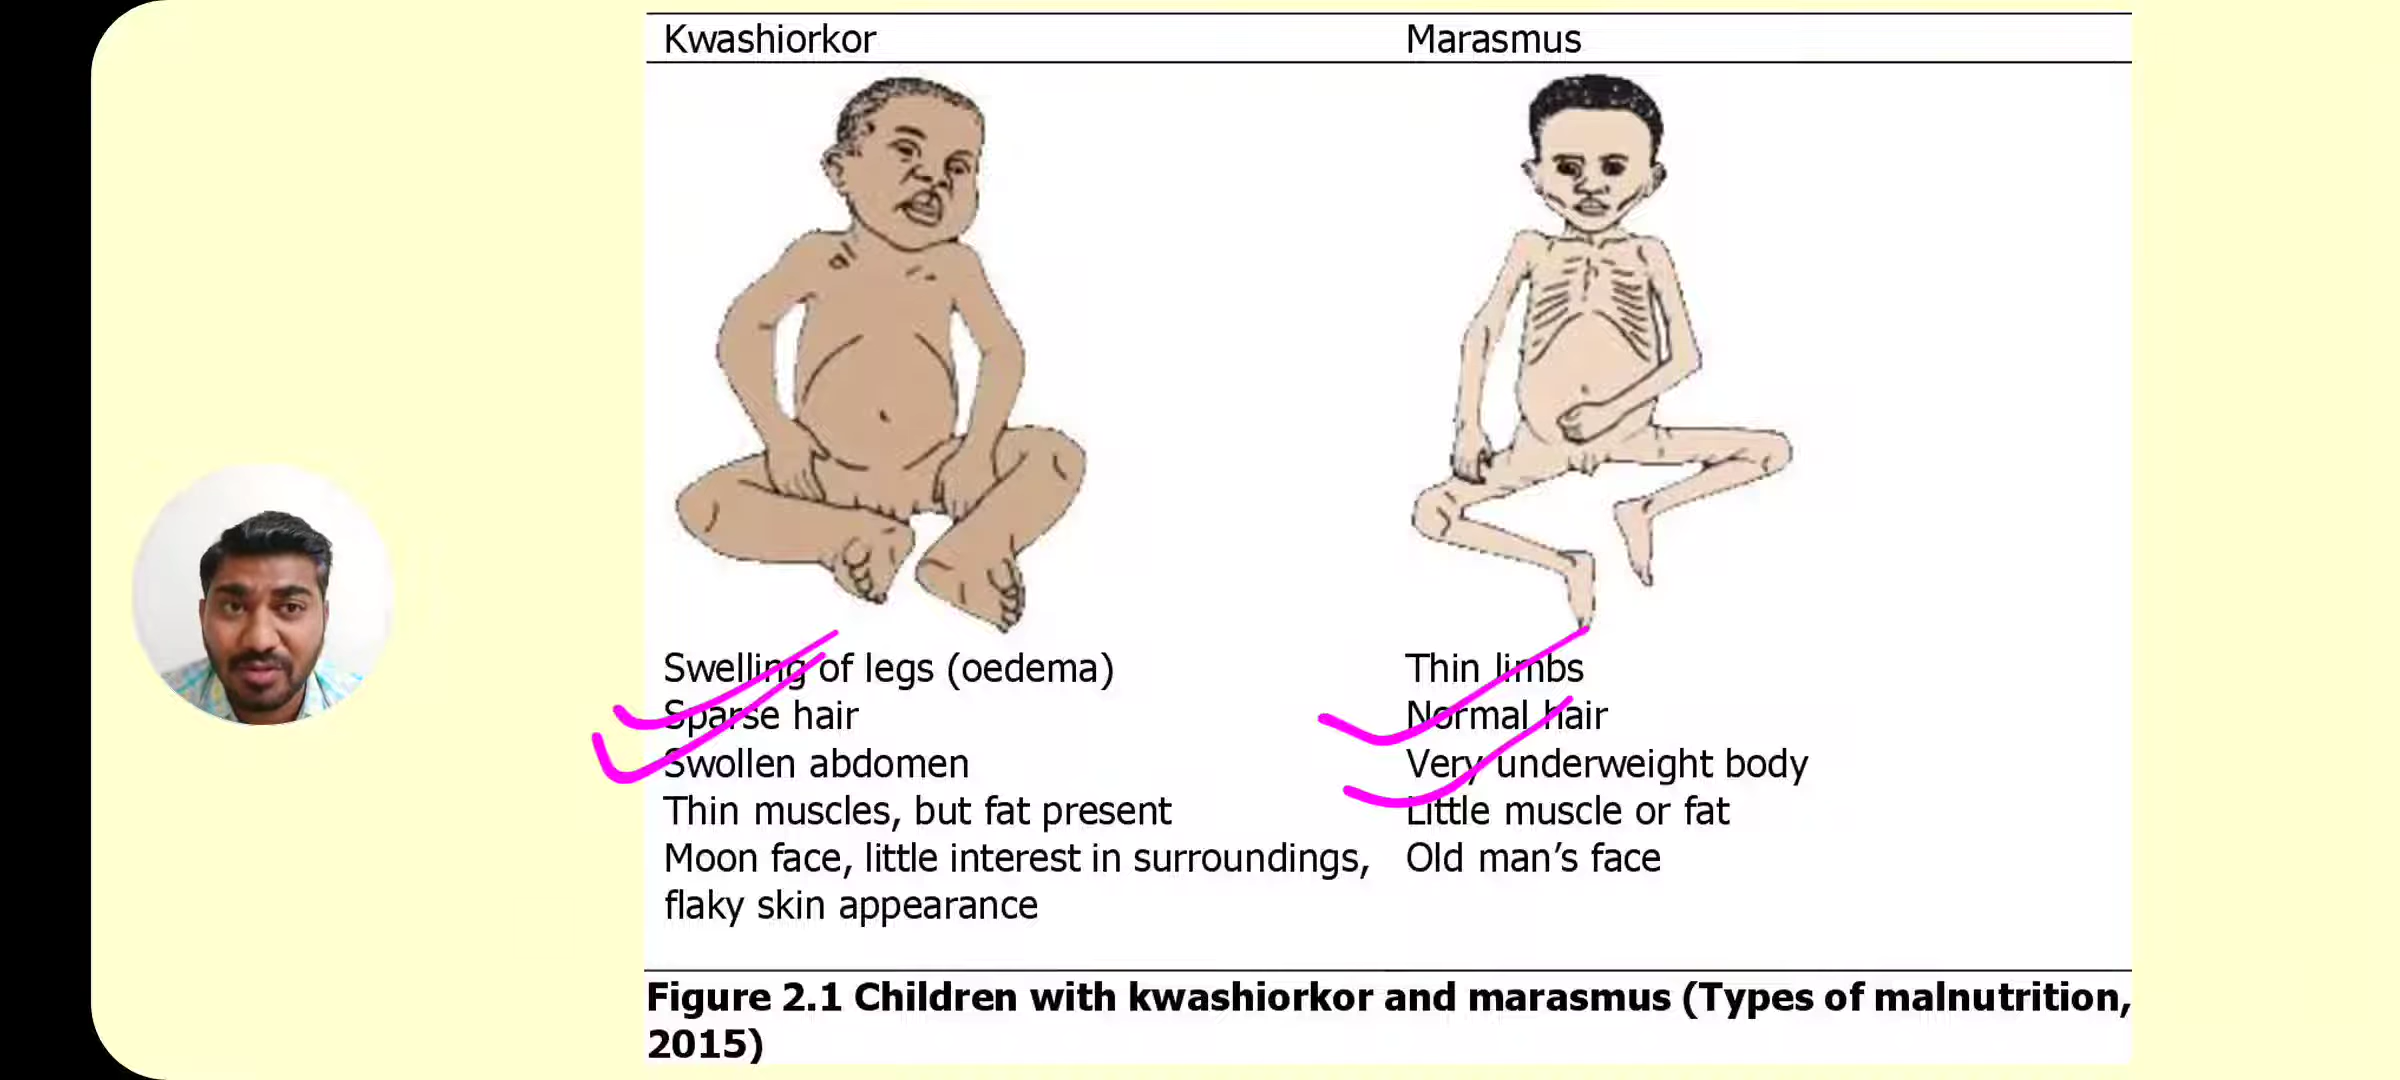 Kwashiorkor
Marasmus
Swelling of legs (oedema)
Sparse hair
Swollen abdomen
Thin muscles, but fat present
Moon face, little interest in surroundings,
flaky skin appearance
Thin limbs
Normal hair
Very underweight body
Little muscle or fat
Old man’s face
Figure 2.1 Children with kwashiorkor and marasmus (Types of malnutrition,
2015)